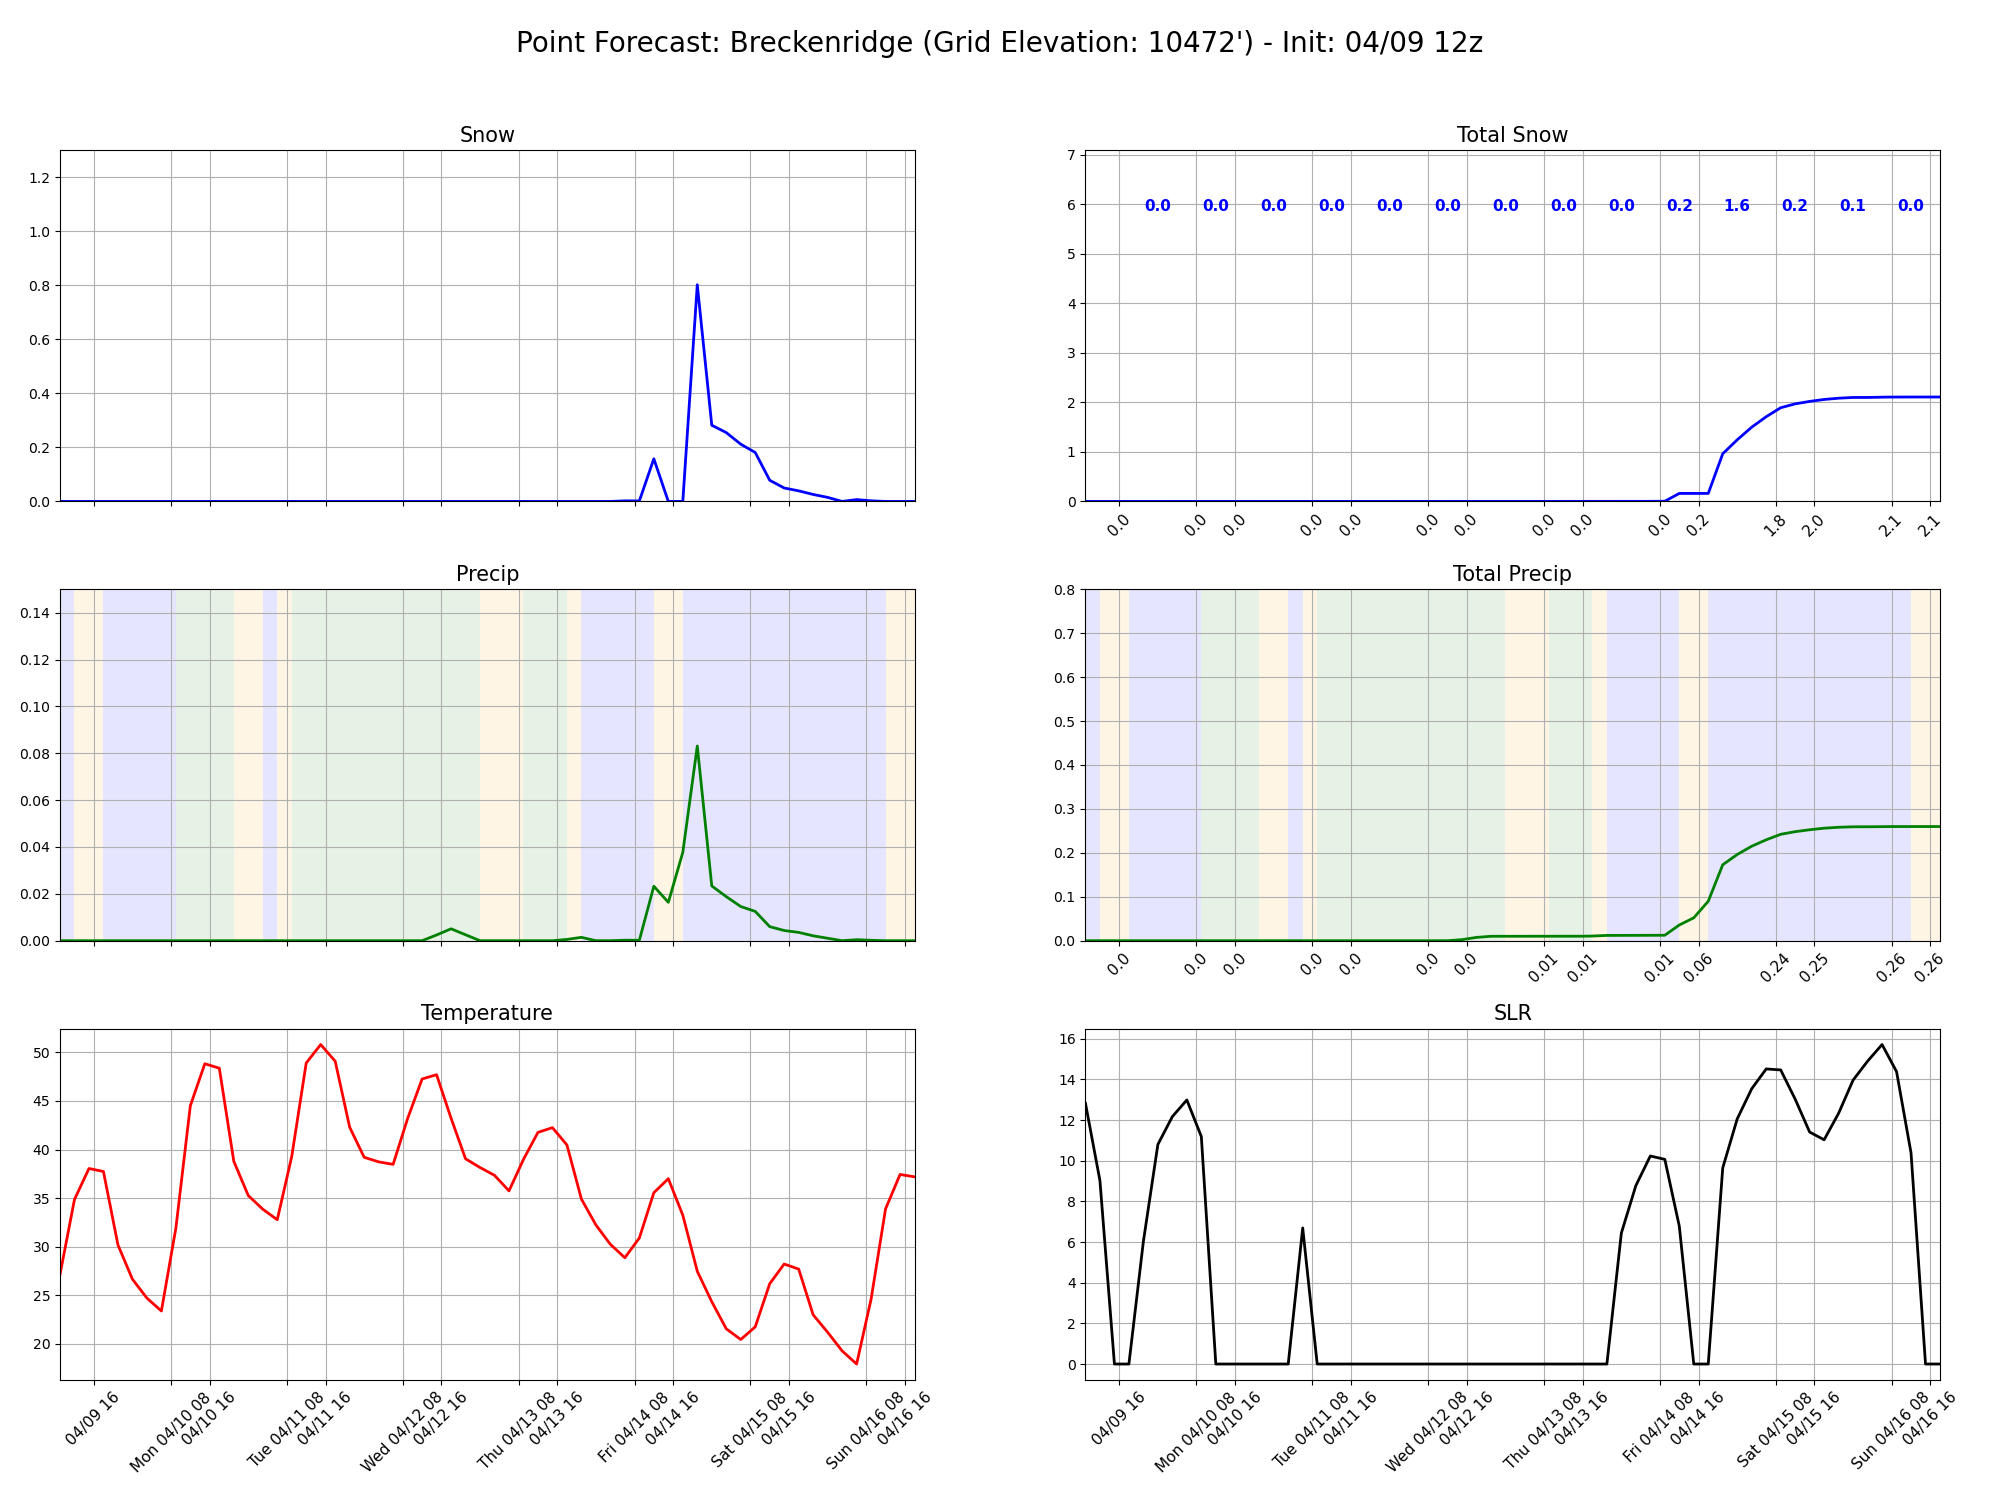 Point Forecast: Breckenridge (Grid Elevation: 10472') - Init: 04/09 12z
Snow
1.2
1.0
0.8
0.6
0.4
0.2
0.0
Total Snow
7
6
5
4
3
2
1
0
0.0 0.0 0.0 0.0 0.0 0.0 0.0 0.0 0.0 0.2 1.6 0.2 0.1 0.0
0.0 0.0 0.0 0.0 0.0 0.0 0.0 0.0 0.0 0.0 0.2 1.8 2.0 2.1 2.1
Precip
0.14
0.12
0.10
0.08
0.06
0.04
0.02
0.00
Total Precip
0.8
0.7
0.6
0.5
0.4
0.3
0.2
0.1
0.0
0.0 0.0 0.0 0.0 0.0 0.0 0.0 0.01 0.01 0.01 0.06 0.24 0.25 0.26 0.26
Temperature
50
45
40
35
30
25
20
04/09 16
Mon 04/10 08
04/10 16
Tue 04/11 08
04/11 16
Wed 04/12 08
04/12 16
Thu 04/13 08
04/13 16
Fri 04/14 08
04/14 16
Sat 04/15 08
04/15 16
Sun 04/16 08
04/16 16
SLR
16
14
12
10
8
6
4
2
0
04/09 16
Mon 04/10 08
04/10 16
Tue 04/11 08
04/11 16
Wed 04/12 08
04/12 16
Thu 04/13 08
04/13 16
Fri 04/14 08
04/14 16
Sat 04/15 08
04/15 16
Sun 04/16 08
04/16 16